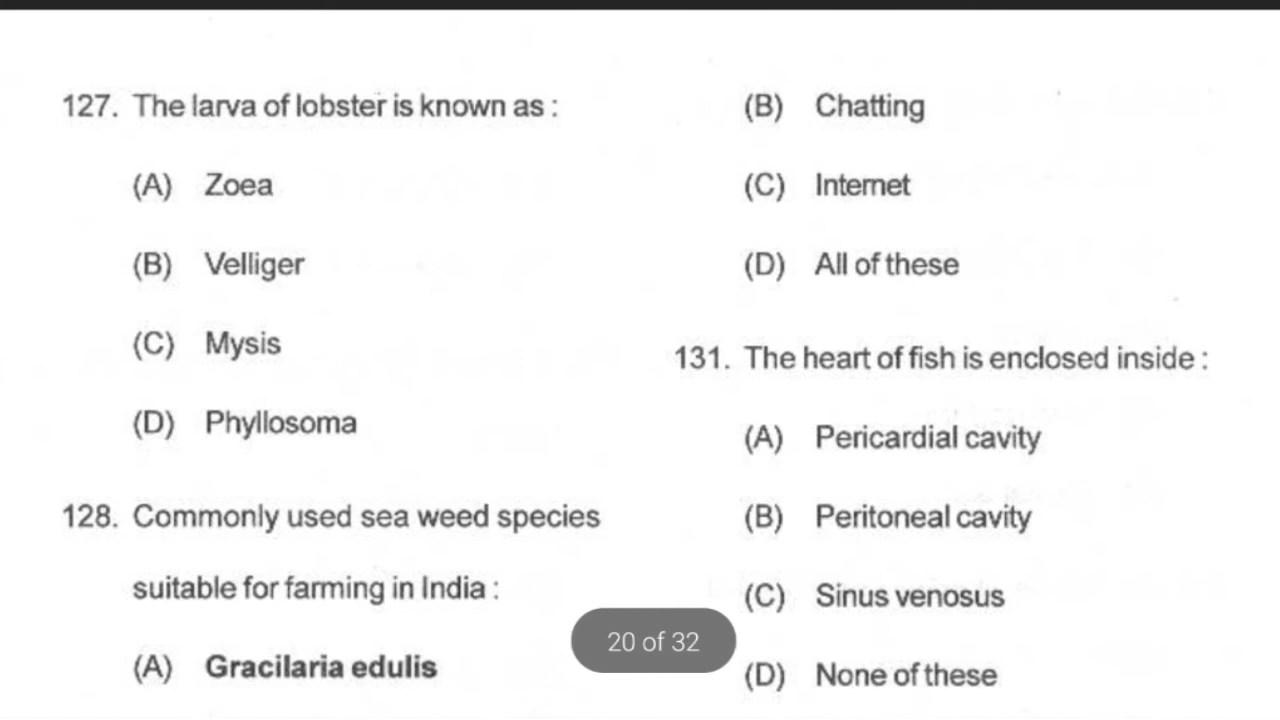 127. The larva of lobster is known as :
(A) Zoea
(B) Velliger
(C) Mysis
(D) Phyllosoma
128. Commonly used sea weed species
suitable for farming in India :
(A) Gracilaria edulis
(B) Chatting
(C) Internet
(D) All of these
131. The heart of fish is enclosed inside :
(A) Pericardial cavity
(B) Peritoneal cavity
(C) Sinus venosus
(D) None of these
20 of 32